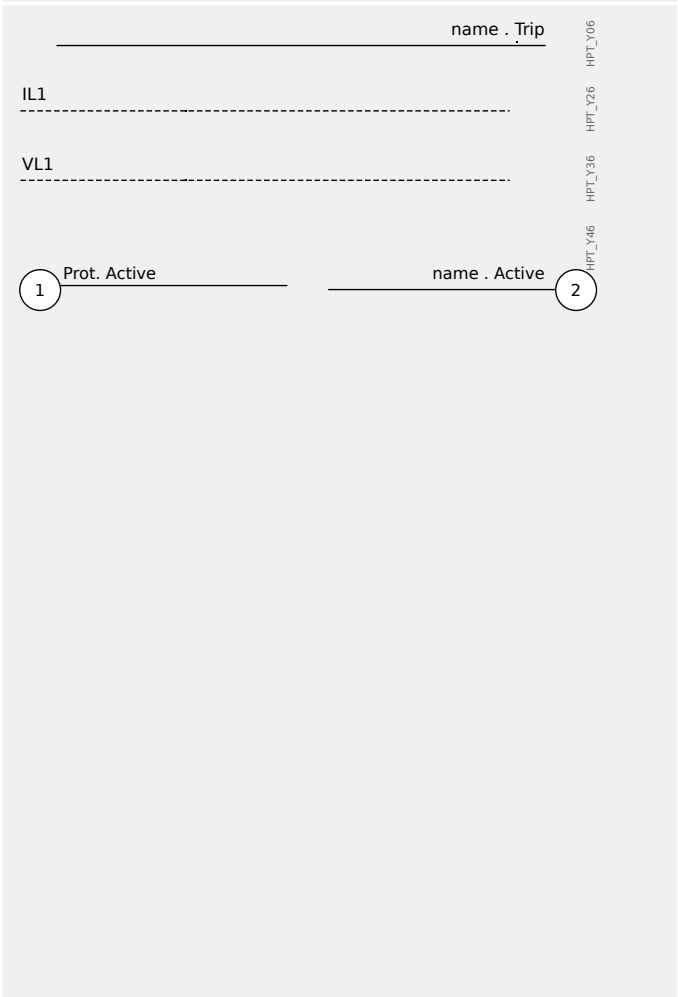 name . Trip
HPT_Y06
IL1
HPT_Y26
VL1
HPT_Y36
HPT_Y46
1
Prot. Active
name . Active
2